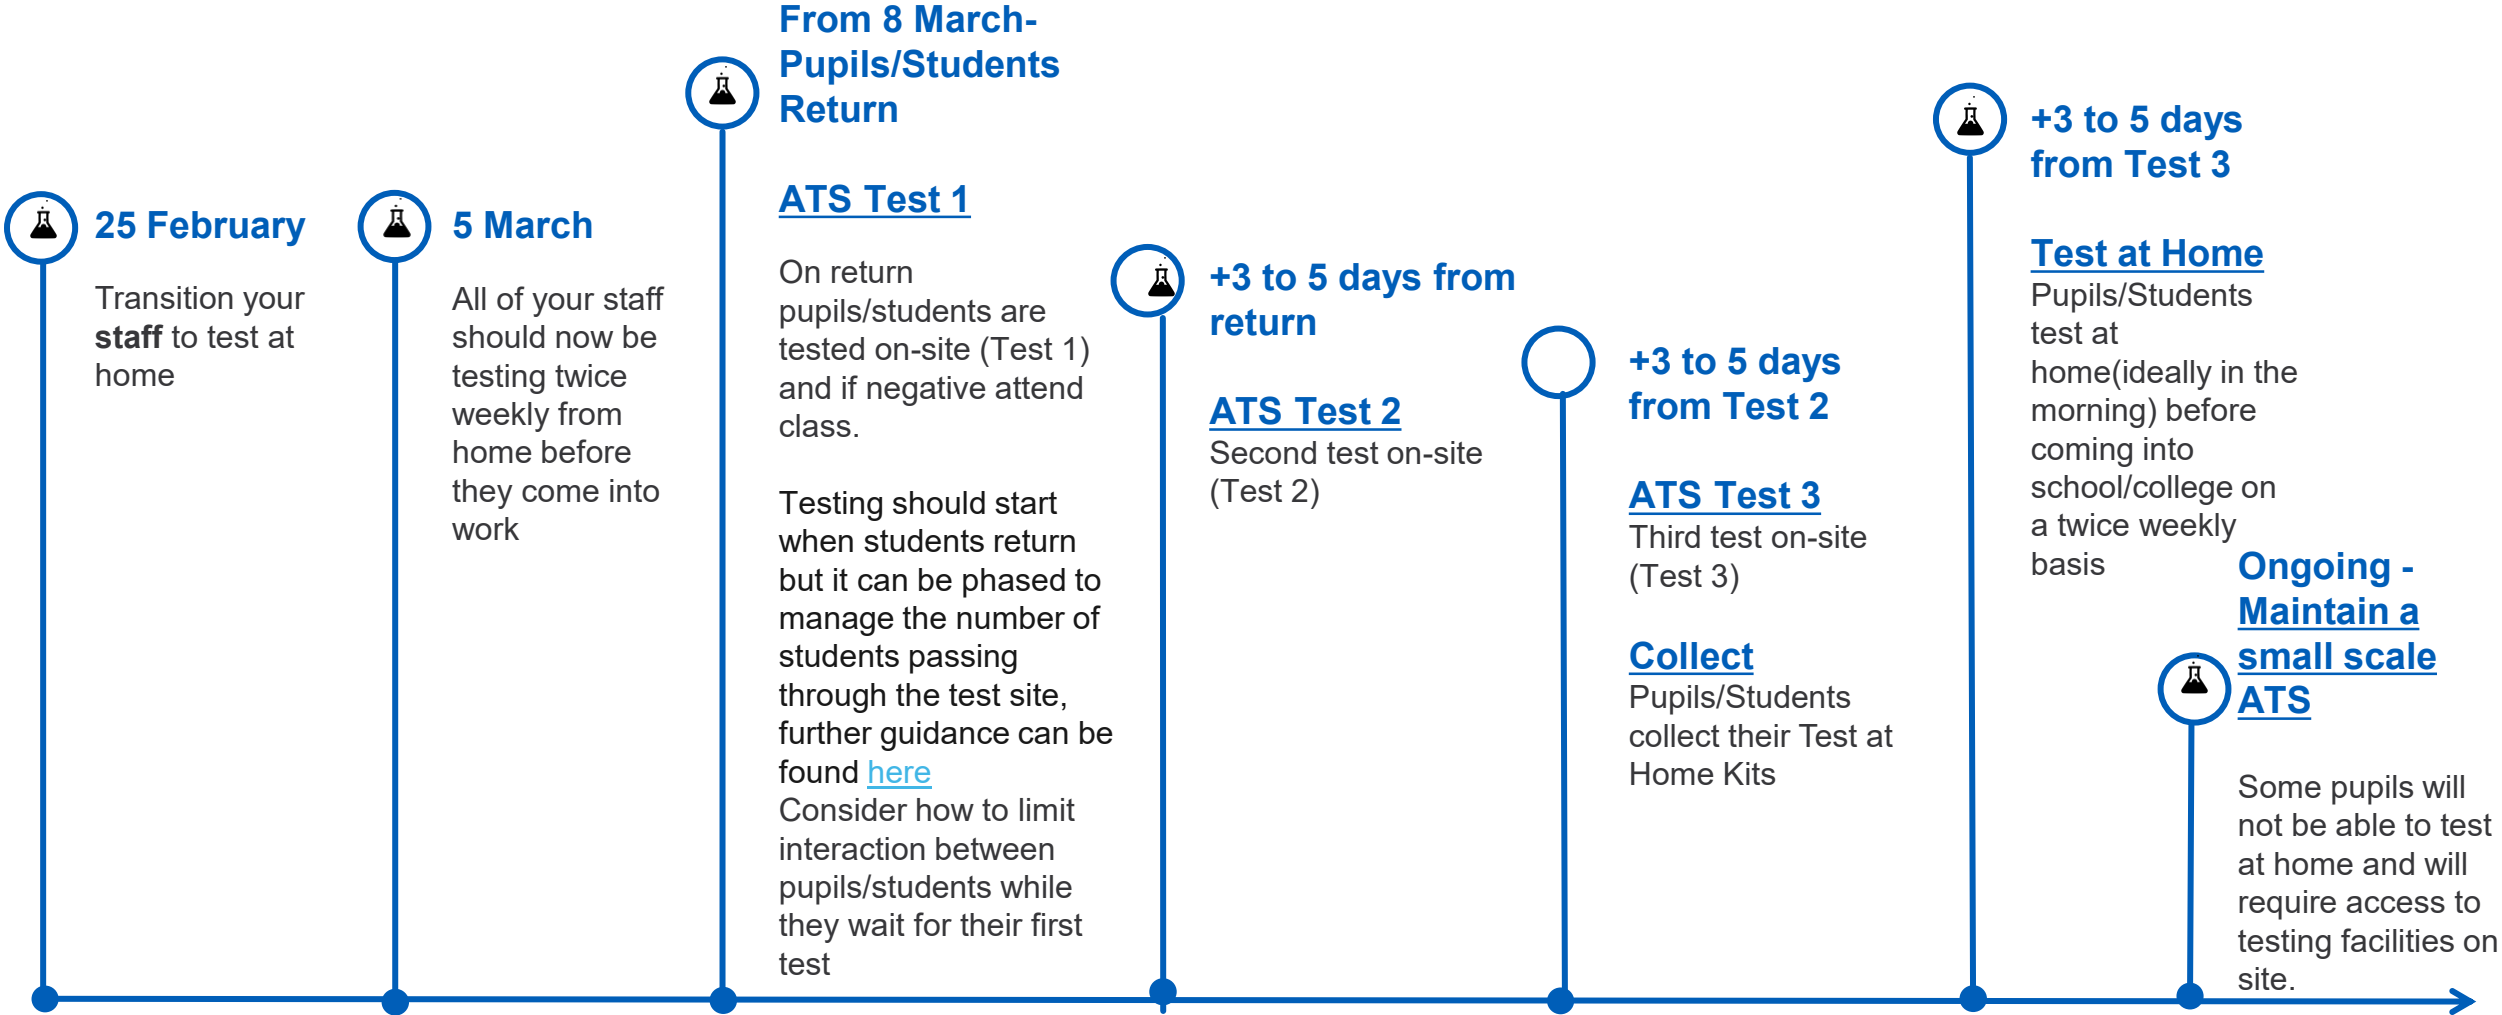 25 February
Transition your
staff to test at
home
5 March
All of your staff
should now be
testing twice
weekly from
home before
they come into
work
From 8 March-
Pupils/Students
Return
ATS Test 1
On return
pupils/students are
tested on-site (Test 1)
and if negative attend
class.
Testing should start
when students return
but it can be phased to
manage the number of
students passing
through the test site,
further guidance can be
found here
Consider how to limit
interaction between
pupils/students while
they wait for their first
test
+3 to 5 days from
return
ATS Test 2
Second test on-site
(Test 2)
+3 to 5 days
from Test 2
ATS Test 3
Third test on-site
(Test 3)
Collect
Pupils/Students
collect their Test at
Home Kits
+3 to 5 days
from Test 3
Test at Home
Pupils/Students
test at
home(ideally in the
morning) before
coming into
school/college on
a twice weekly
basis
Ongoing -
Maintain a
small scale
ATS
Some pupils will
not be able to test
at home and will
require access to
testing facilities on
site.